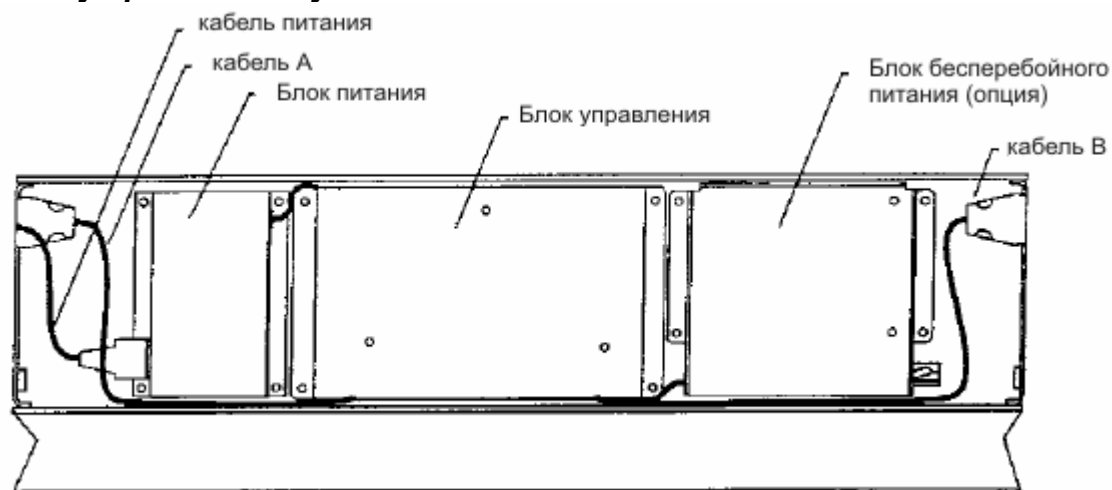 кабель питания
кабель А
Блок питания
Блок управления
Блок бесперебойного
питания (опция)
кабель В